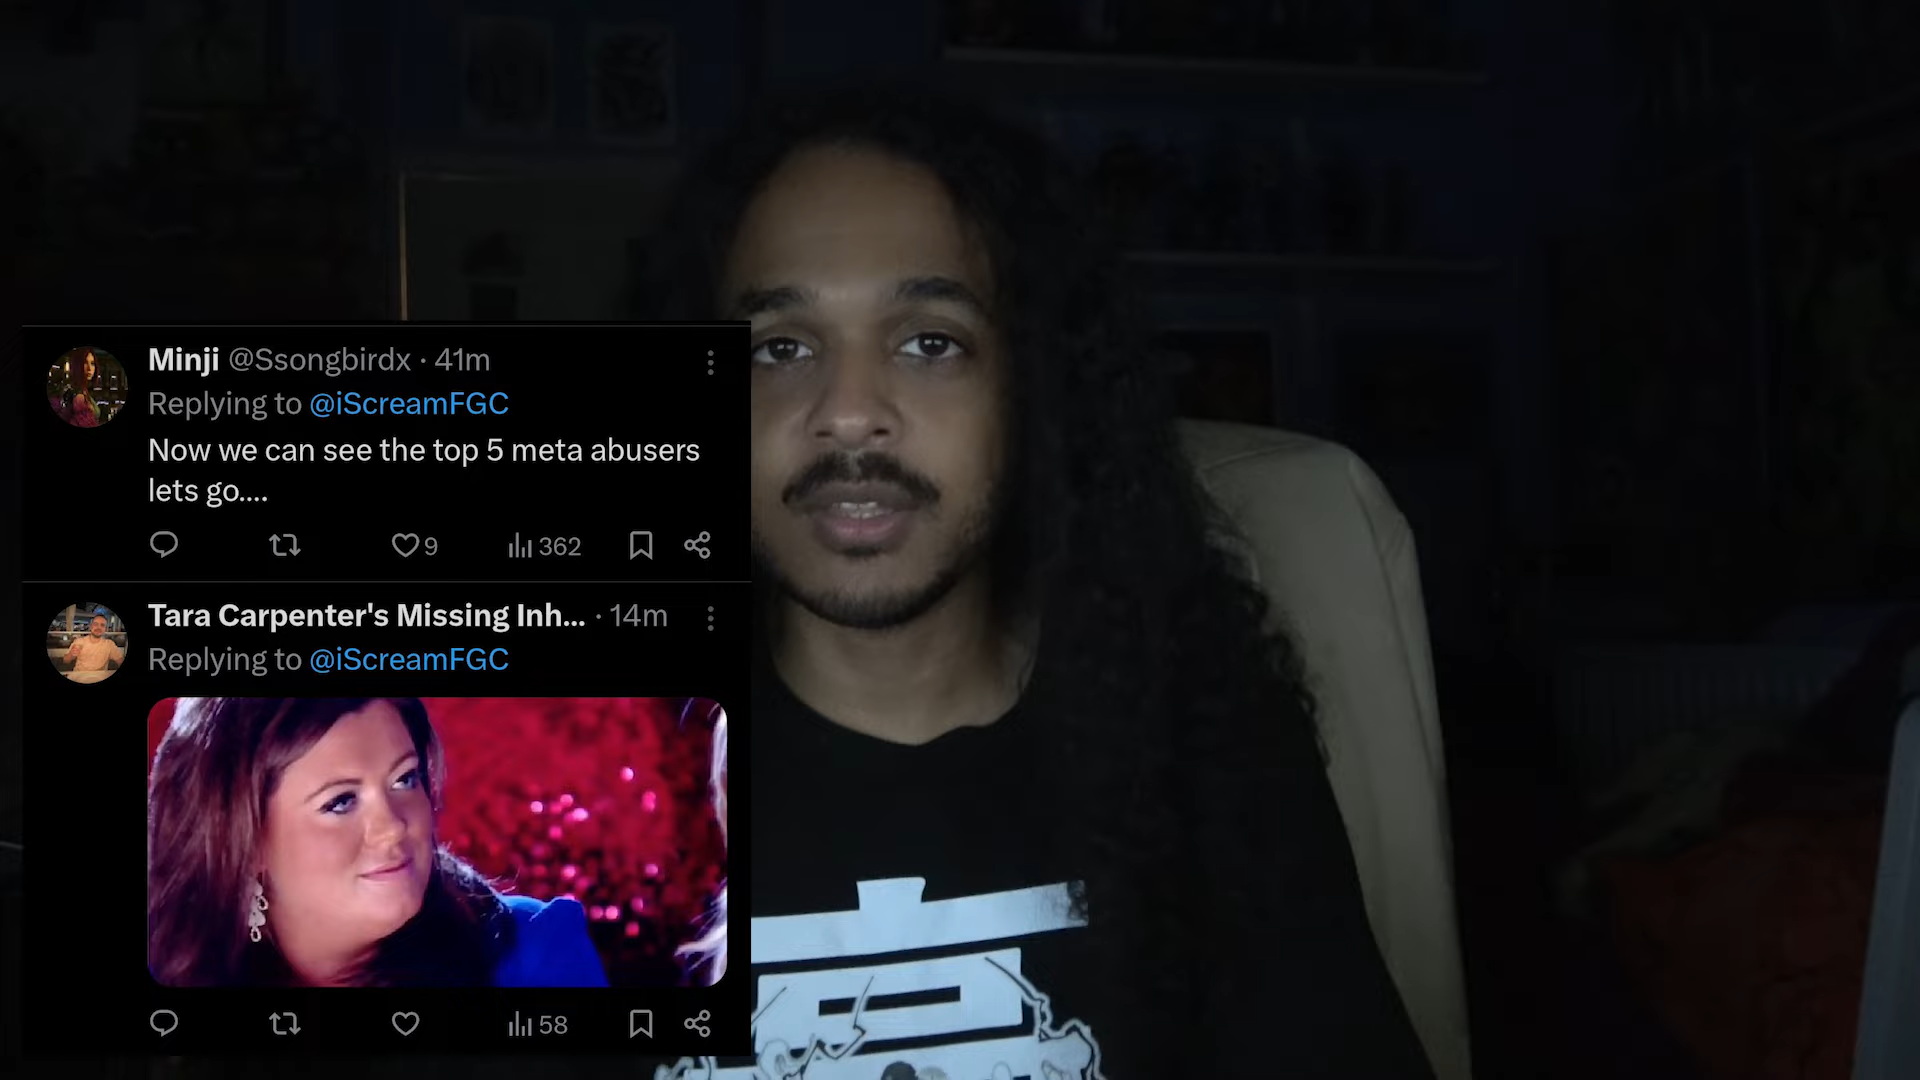 Minji @Ssongbirdx · 41m
Replying to @iScreamFGC
Now we can see the top 5 meta abusers
lets go....
9
362
Tara Carpenter's Missing Inh... · 14m
Replying to @iScreamFGC
58